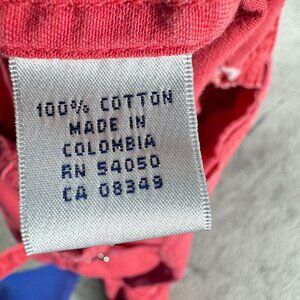 100% COTTON
MADE IN
COLOMBIA
RN 54050
CA 08349